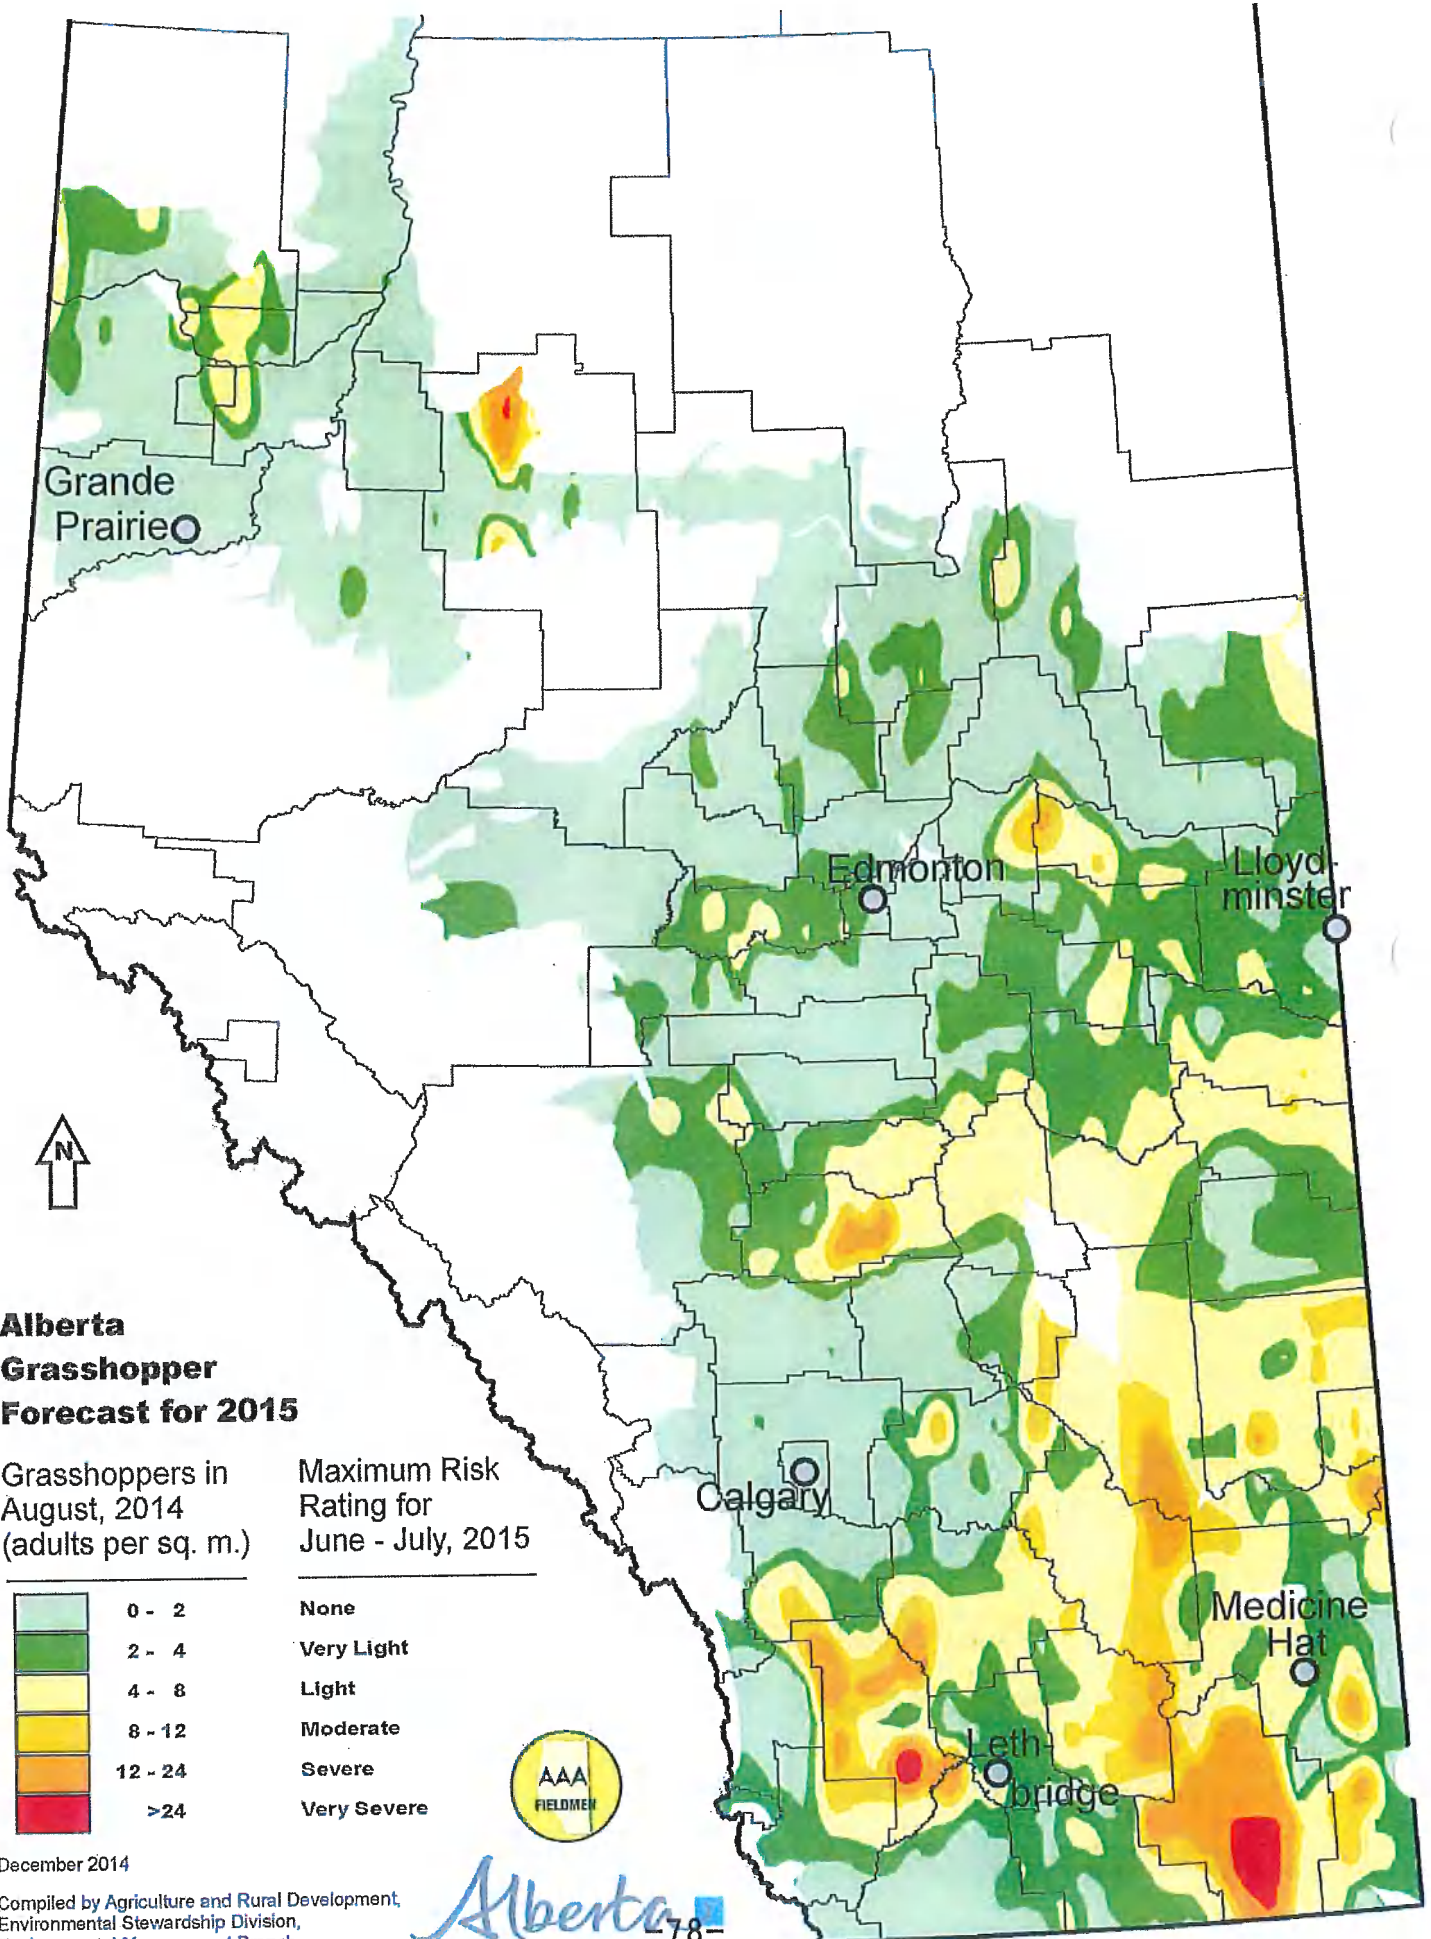 Grande
Prairie
Edmonton
Lloyd-
minster
N
Alberta
Grasshopper
Forecast for 2015
Grasshoppers in
August, 2014
(adults per sq. m.)
Maximum Risk
Rating for
June - July, 2015
Calgary
0 - 2 None
2 - 4 Very Light
4 - 8 Light
8 - 12 Moderate
12 - 24 Severe
>24 Very Severe
Medicine
Hat
Leth-
bridge
AAA
FIELDMEN
December 2014
Compiled by Agriculture and Rural Development,
Environmental Stewardship Division,
Alberta
-78-